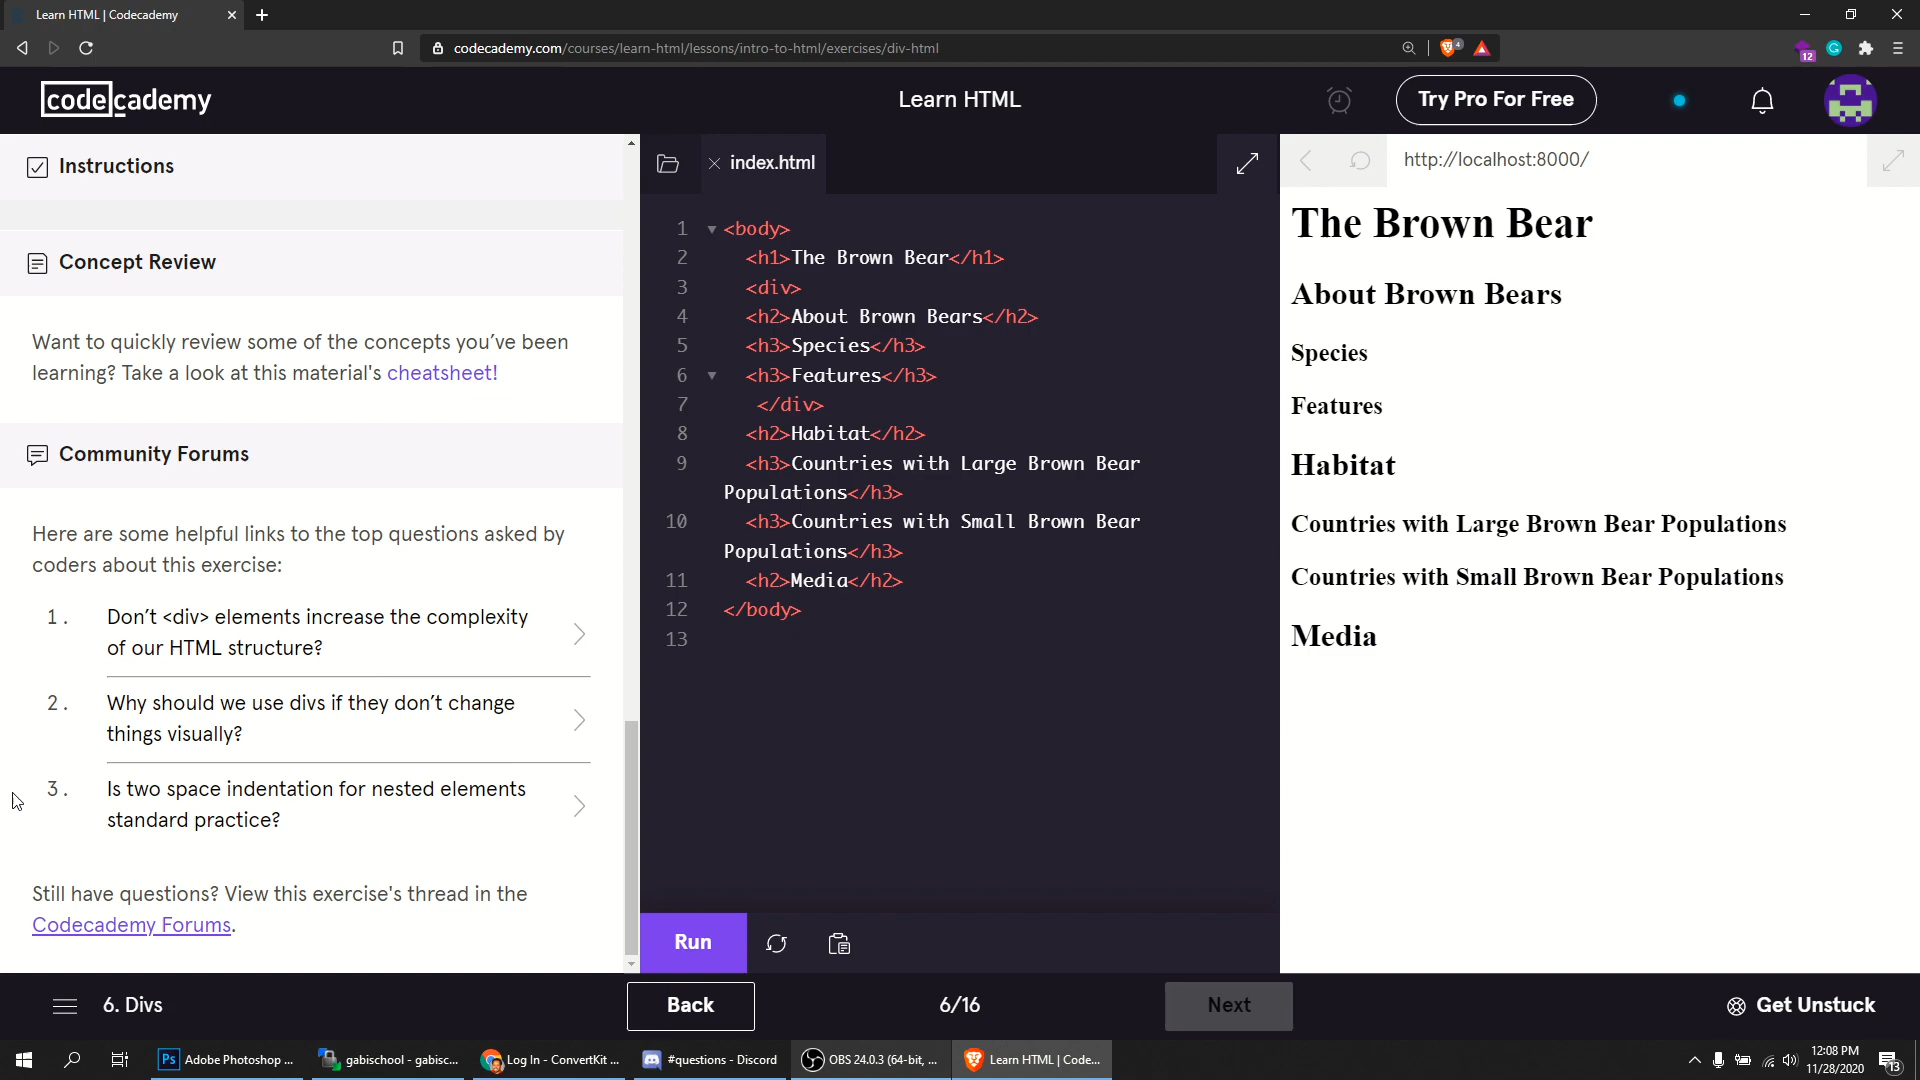 Learn HTML | Codecademy
codecademy.com/courses/learn-html/lessons/intro-to-html/exercises/div-html
4
12
codecademy
Learn HTML
Try Pro For Free
Instructions
Concept Review
Want to quickly review some of the concepts you've been
learning? Take a look at this material's cheatsheet!
Community Forums
Here are some helpful links to the top questions asked by
coders about this exercise:
1. Don't <div> elements increase the complexity
of our HTML structure?
2. Why should we use divs if they don't change
things visually?
3. Is two space indentation for nested elements
standard practice?
Still have questions? View this exercise's thread in the
Codecademy Forums.
index.html
1 <body>
2 <h1>The Brown Bear</h1>
3 <div>
4 <h2>About Brown Bears</h2>
5 <h3>Species</h3>
6 <h3>Features</h3>
7 </div>
8 <h2>Habitat</h2>
9 <h3>Countries with Large Brown Bear
Populations</h3>
10 <h3>Countries with Small Brown Bear
Populations</h3>
11 <h2>Media</h2>
12 </body>
13
Run
http://localhost:8000/
The Brown Bear
About Brown Bears
Species
Features
Habitat
Countries with Large Brown Bear Populations
Countries with Small Brown Bear Populations
Media
6. Divs
Back
6/16
Next
Get Unstuck
Ps Adobe Photoshop ...
gabischool - gabisc...
Log In - ConvertKit ...
#questions - Discord
OBS 24.0.3 (64-bit, ...
Learn HTML | Code...
12:08 PM
11/28/2020
13